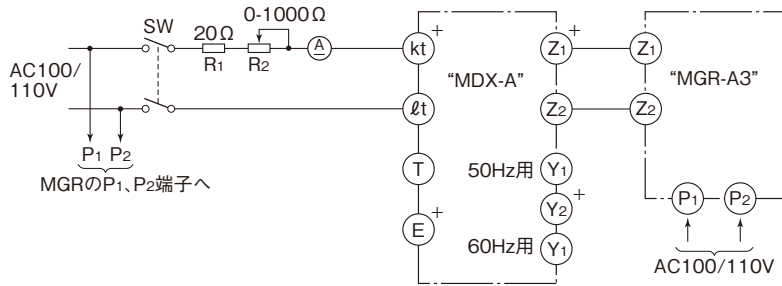 SW
20Ω
0-1000Ω
R1
R2
A
AC100/
110V
P1 P2
MGRのP1、P2端子へ
kt
+
ℓt
T
E
+
"MDX-A"
Z1
+
Z2
50Hz用
Y1
Y2
+
60Hz用
Y1
Z1
Z2
"MGR-A3"
P1
P2
AC100/110V